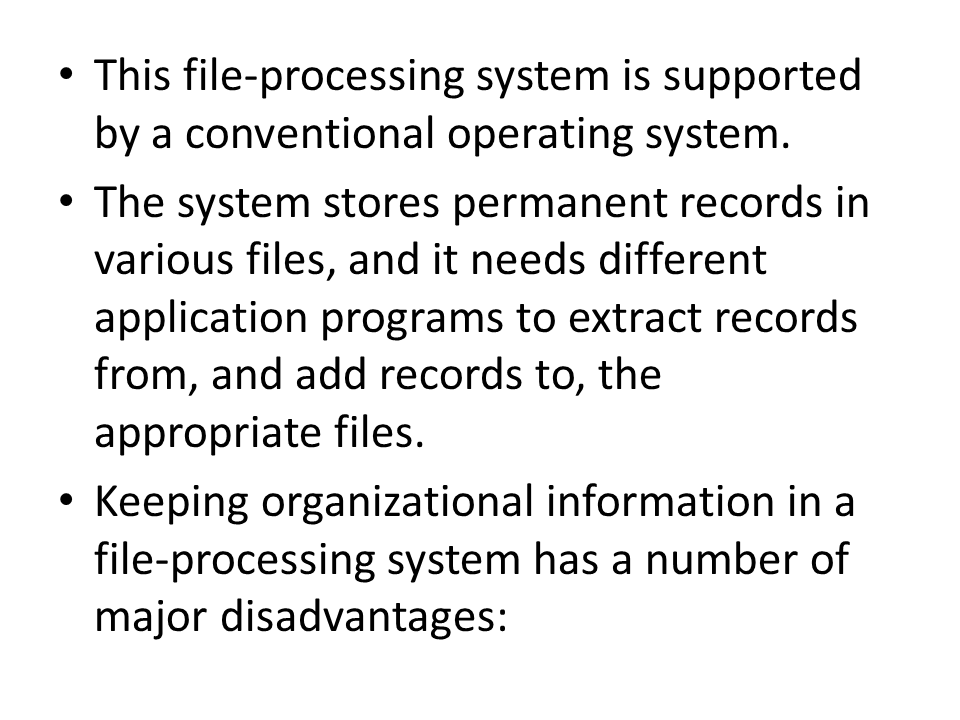 • This file-processing system is supported
by a conventional operating system.
• The system stores permanent records in
various files, and it needs different
application programs to extract records
from, and add records to, the
appropriate files.
• Keeping organizational information in a
file-processing system has a number of
major disadvantages: